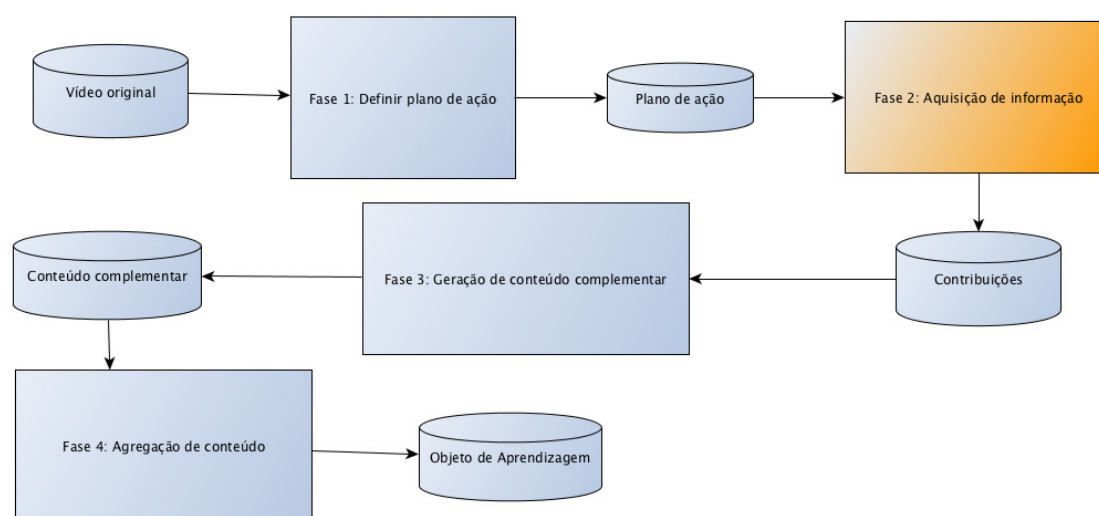 Vídeo original
Fase 1: Definir plano de ação
Plano de ação
Fase 2: Aquisição de informação
Contribuições
Fase 3: Geração de conteúdo complementar
Conteúdo complementar
Fase 4: Agregação de conteúdo
Objeto de Aprendizagem